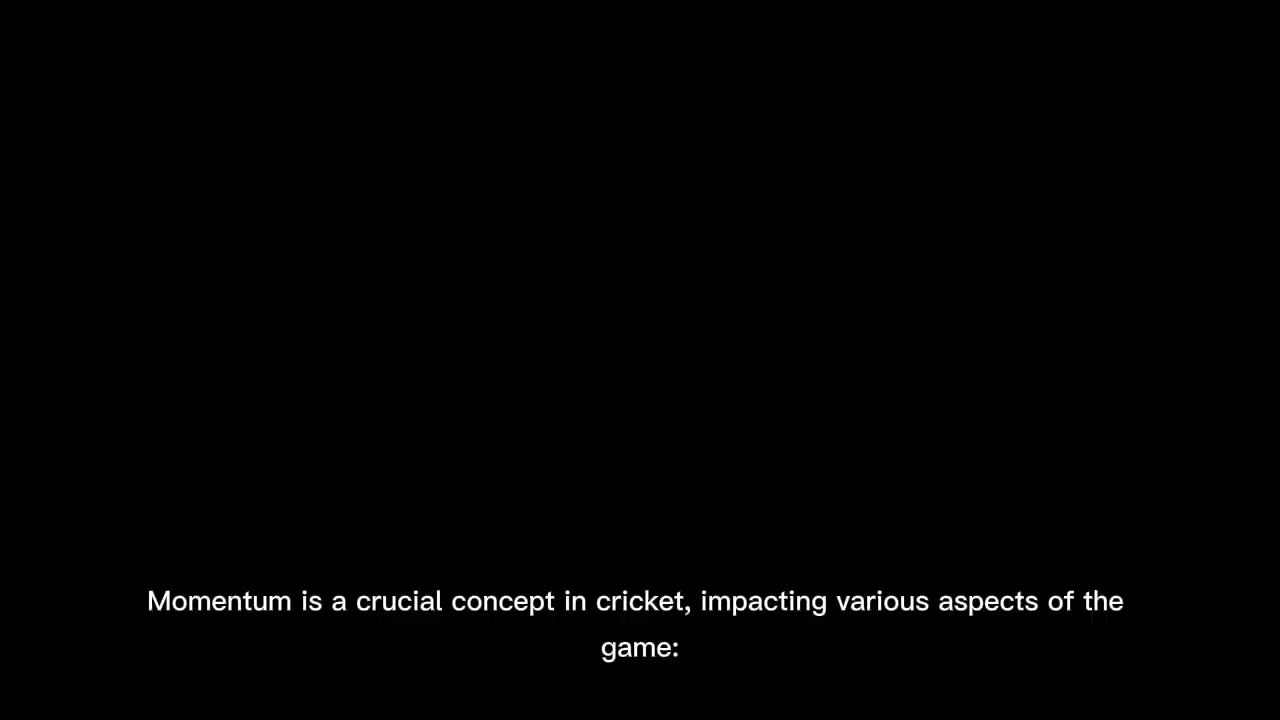 Momentum is a crucial concept in cricket, impacting various aspects of the
game: